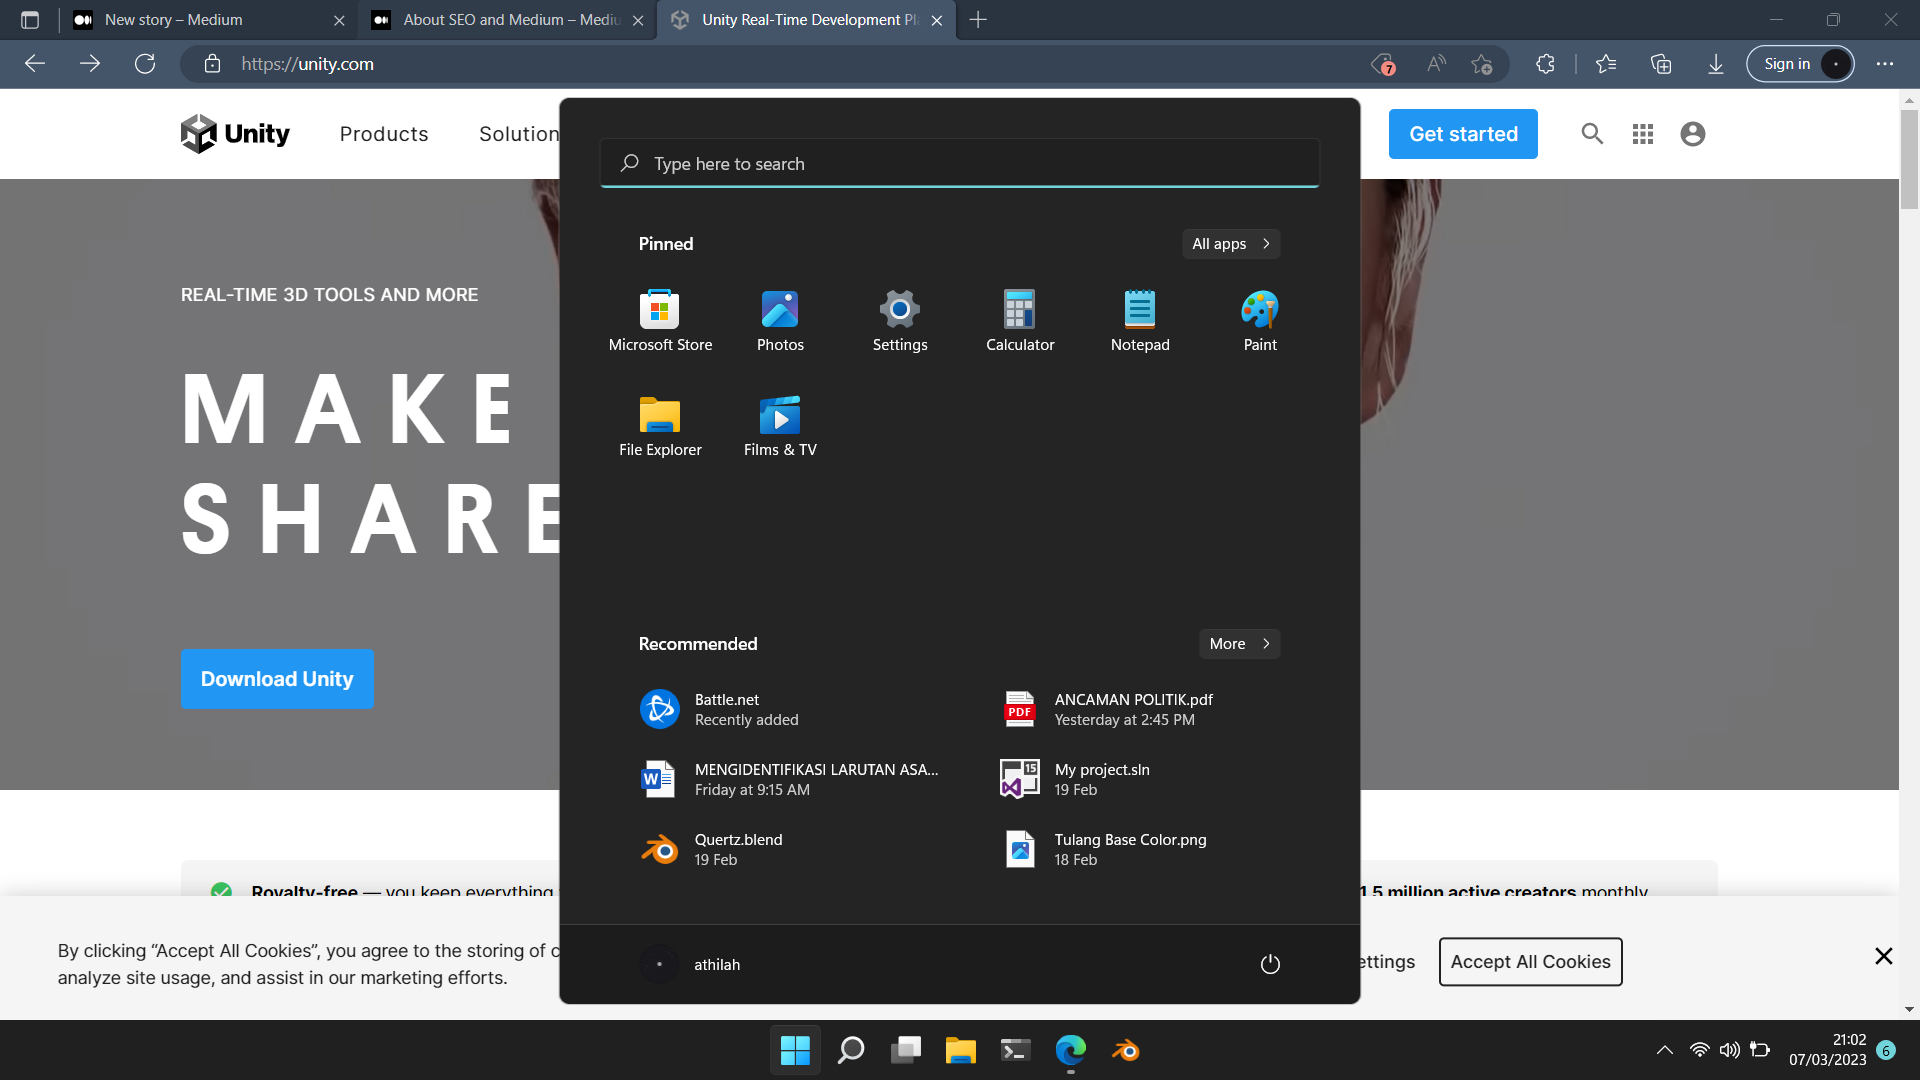 New story – Medium
About SEO and Medium – Mediu
Unity Real-Time Development Pl
https://unity.com
7
Sign in
Unity
Products
Solution
Get started
REAL-TIME 3D TOOLS AND MORE
MAKE
SHARE
Download Unity
Type here to search
Pinned
All apps
Microsoft Store
Photos
Settings
Calculator
Notepad
Paint
File Explorer
Films & TV
Recommended
More
Battle.net
Recently added
PDF
ANCAMAN POLITIK.pdf
Yesterday at 2:45 PM
W
MENGIDENTIFIKASI LARUTAN ASA...
Friday at 9:15 AM
15
My project.sln
19 Feb
Quertz.blend
19 Feb
Tulang Base Color.png
18 Feb
athilah
Royalty-free — you keep everything
1.5 million active creators monthly
By clicking “Accept All Cookies”, you agree to the storing of c
analyze site usage, and assist in our marketing efforts.
ettings
Accept All Cookies
21:02
07/03/2023
6